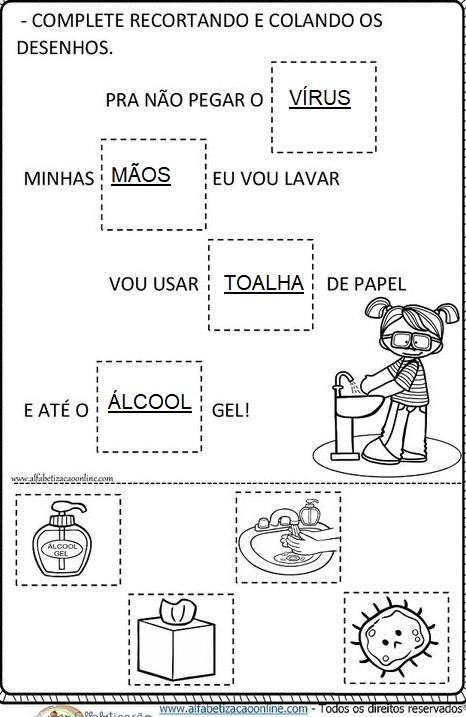 - COMPLETE RECORTANDO E COLANDO OS
DESENHOS.
PRA NÃO PEGAR O VÍRUS
MINHAS MÃOS EU VOU LAVAR
VOU USAR TOALHA DE PAPEL
E ATÉ O ÁLCOOL GEL!
www.alfabetizacaoonline.com
ÁLCOOL
GEL
Alfabetização
www.alfabetizacaoonline.com - Todos os direitos reservados